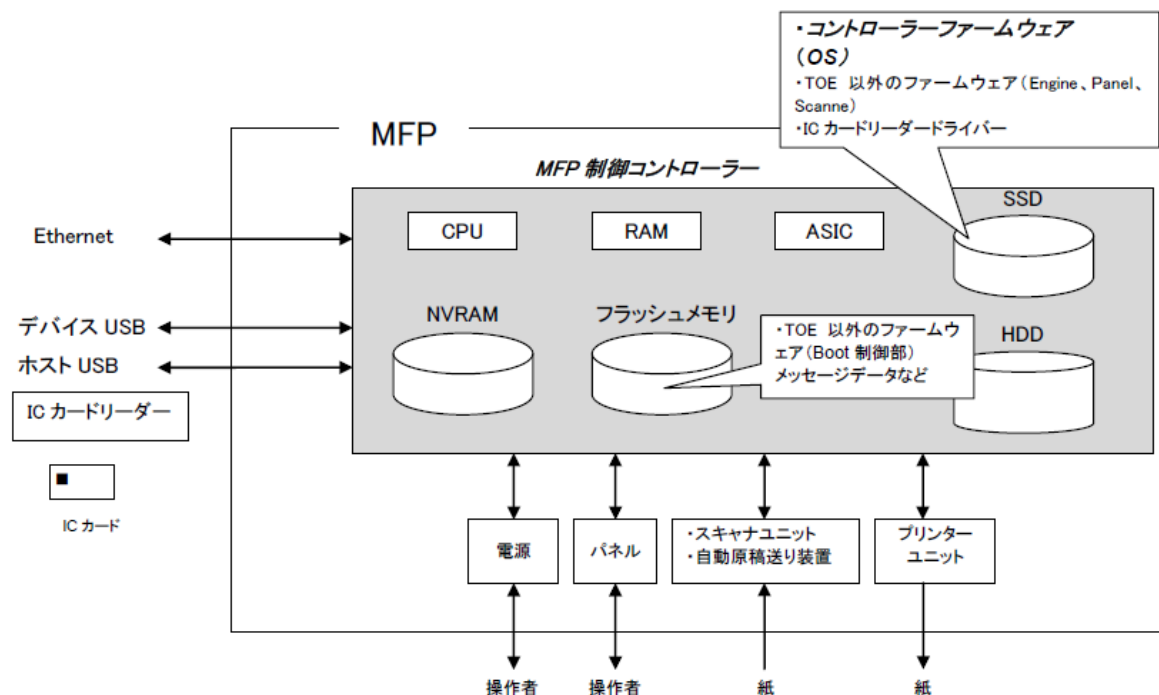 ・コントローラーファームウェア
(OS)
・TOE 以外のファームウェア(Engine、Panel、
Scanne)
・IC カードリーダードライバー
MFP
MFP 制御コントローラー
SSD
CPU
RAM
ASIC
Ethernet
NVRAM
フラッシュメモリ
・TOE 以外のファームウ
ェア(Boot 制御部)
メッセージデータなど
HDD
デバイス USB
ホスト USB
IC カードリーダー
IC カード
電源
パネル
・スキャナユニット
・自動原稿送り装置
プリンター
ユニット
操作者
操作者
紙
紙